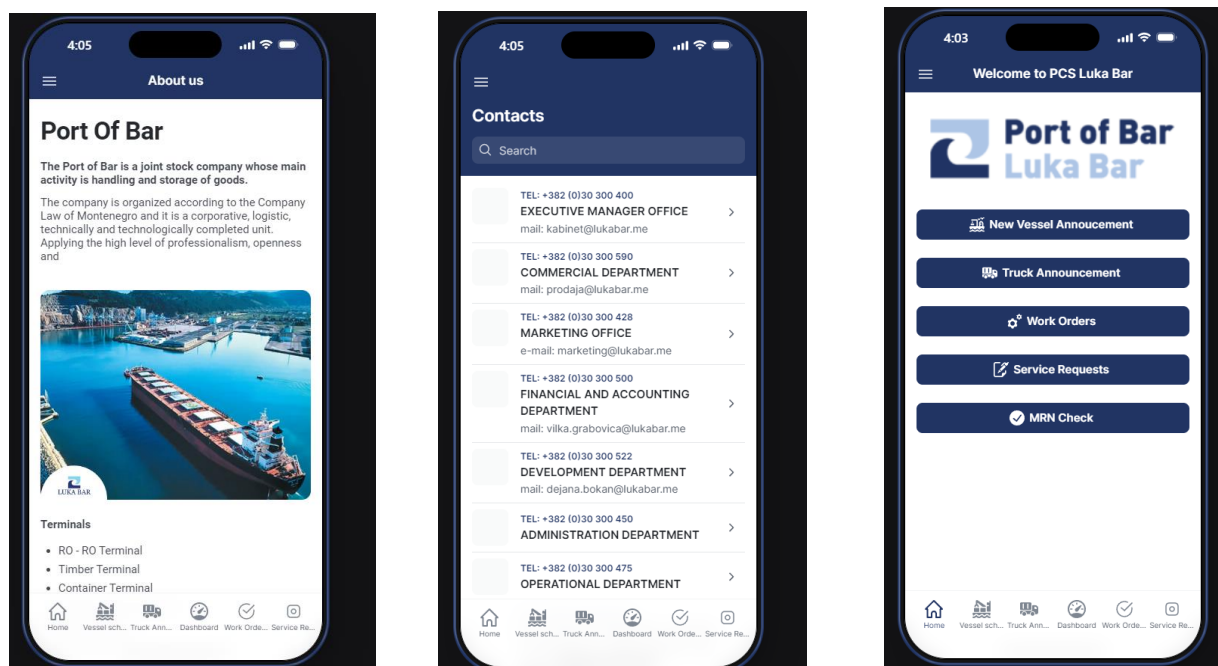 4:05
About us
Port Of Bar
The Port of Bar is a joint stock company whose main
activity is handling and storage of goods.
The company is organized according to the Company
Law of Montenegro and it is a corporative, logistic,
technically and technologically completed unit.
Applying the high level of professionalism, openness
and
LUKA BAR
Terminals
• RO - RO Terminal
• Timber Terminal
• Container Terminal
Home Vessel sch... Truck Ann... Dashboard Work Orde... Service Re...
4:05
Contacts
Search
TEL: +382 (0)30 300 400
EXECUTIVE MANAGER OFFICE
mail: kabinet@lukabar.me
TEL: +382 (0)30 300 590
COMMERCIAL DEPARTMENT
mail: prodaja@lukabar.me
TEL: +382 (0)30 300 428
MARKETING OFFICE
e-mail: marketing@lukabar.me
TEL: +382 (0)30 300 500
FINANCIAL AND ACCOUNTING
DEPARTMENT
mail: vilka.grabovica@lukabar.me
TEL: +382 (0)30 300 522
DEVELOPMENT DEPARTMENT
mail: dejana.bokan@lukabar.me
TEL: +382 (0)30 300 450
ADMINISTRATION DEPARTMENT
TEL: +382 (0)30 300 475
OPERATIONAL DEPARTMENT
Home Vessel sch... Truck Ann... Dashboard Work Orde... Service Re...
4:03
Welcome to PCS Luka Bar
Port of Bar
Luka Bar
New Vessel Annoucement
Truck Announcement
Work Orders
Service Requests
MRN Check
Home Vessel sch... Truck Ann... Dashboard Work Orde... Service Re...